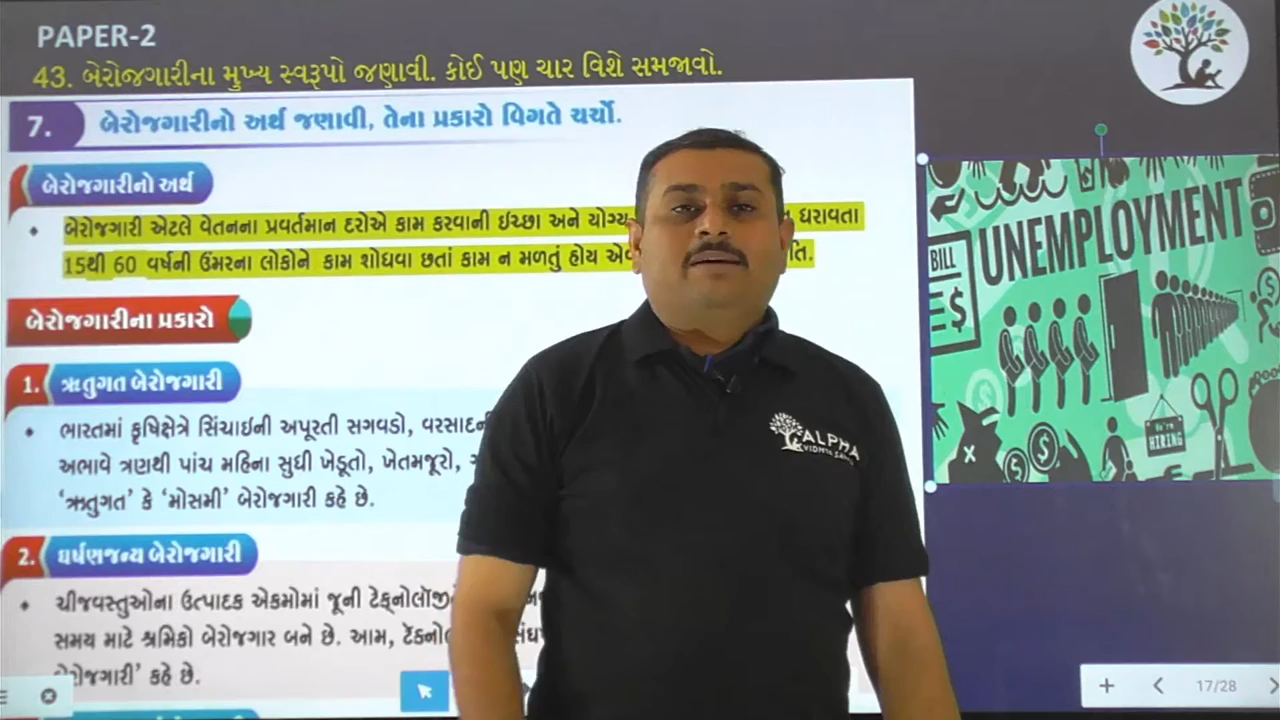 PAPER-2
43. બેરોજગારીના મુખ્ય સ્વરૂપો જણાવી. કોઈ પણ ચાર વિશે સમજાવો.
7. બેરોજગારીનો અર્થ જણાવી, તેના પ્રકારો વિગતે ચર્ચો.
બેરોજગારીનો અર્થ
• બેરોજગારી એટલે વેતનના પ્રવર્તમાન દરોએ કામ કરવાની ઇચ્છા અને યોગ્ય ધરાવતા
15થી 60 વર્ષની ઉંમરના લોકોને કામ શોધવા છતાં કામ ન મળતું હોય
બેરોજગારીના પ્રકારો
1. ઋતુગત બેરોજગારી
• ભારતમાં કૃષિક્ષેત્રે સિંચાઈની અપૂરતી સગવડો, વરસાદની
અભાવે ત્રણથી પાંચ મહિના સુધી ખેડૂતો, ખેતમજૂરો,
'ઋતુગત' કે 'મોસમી' બેરોજગારી કહે છે.
2. ઘર્ષણજન્ય બેરોજગારી
• ચીજવસ્તુઓના ઉત્પાદક એકમોમાં જૂની ટેક્નોલૉજી
સમય માટે શ્રમિકો બેરોજગાર બને છે. આમ,
બેરોજગારી' કહે છે.
UNEMPLOYMENT
BILL
$
We're
HIRING
ALPHA
VIDHYA
17/28